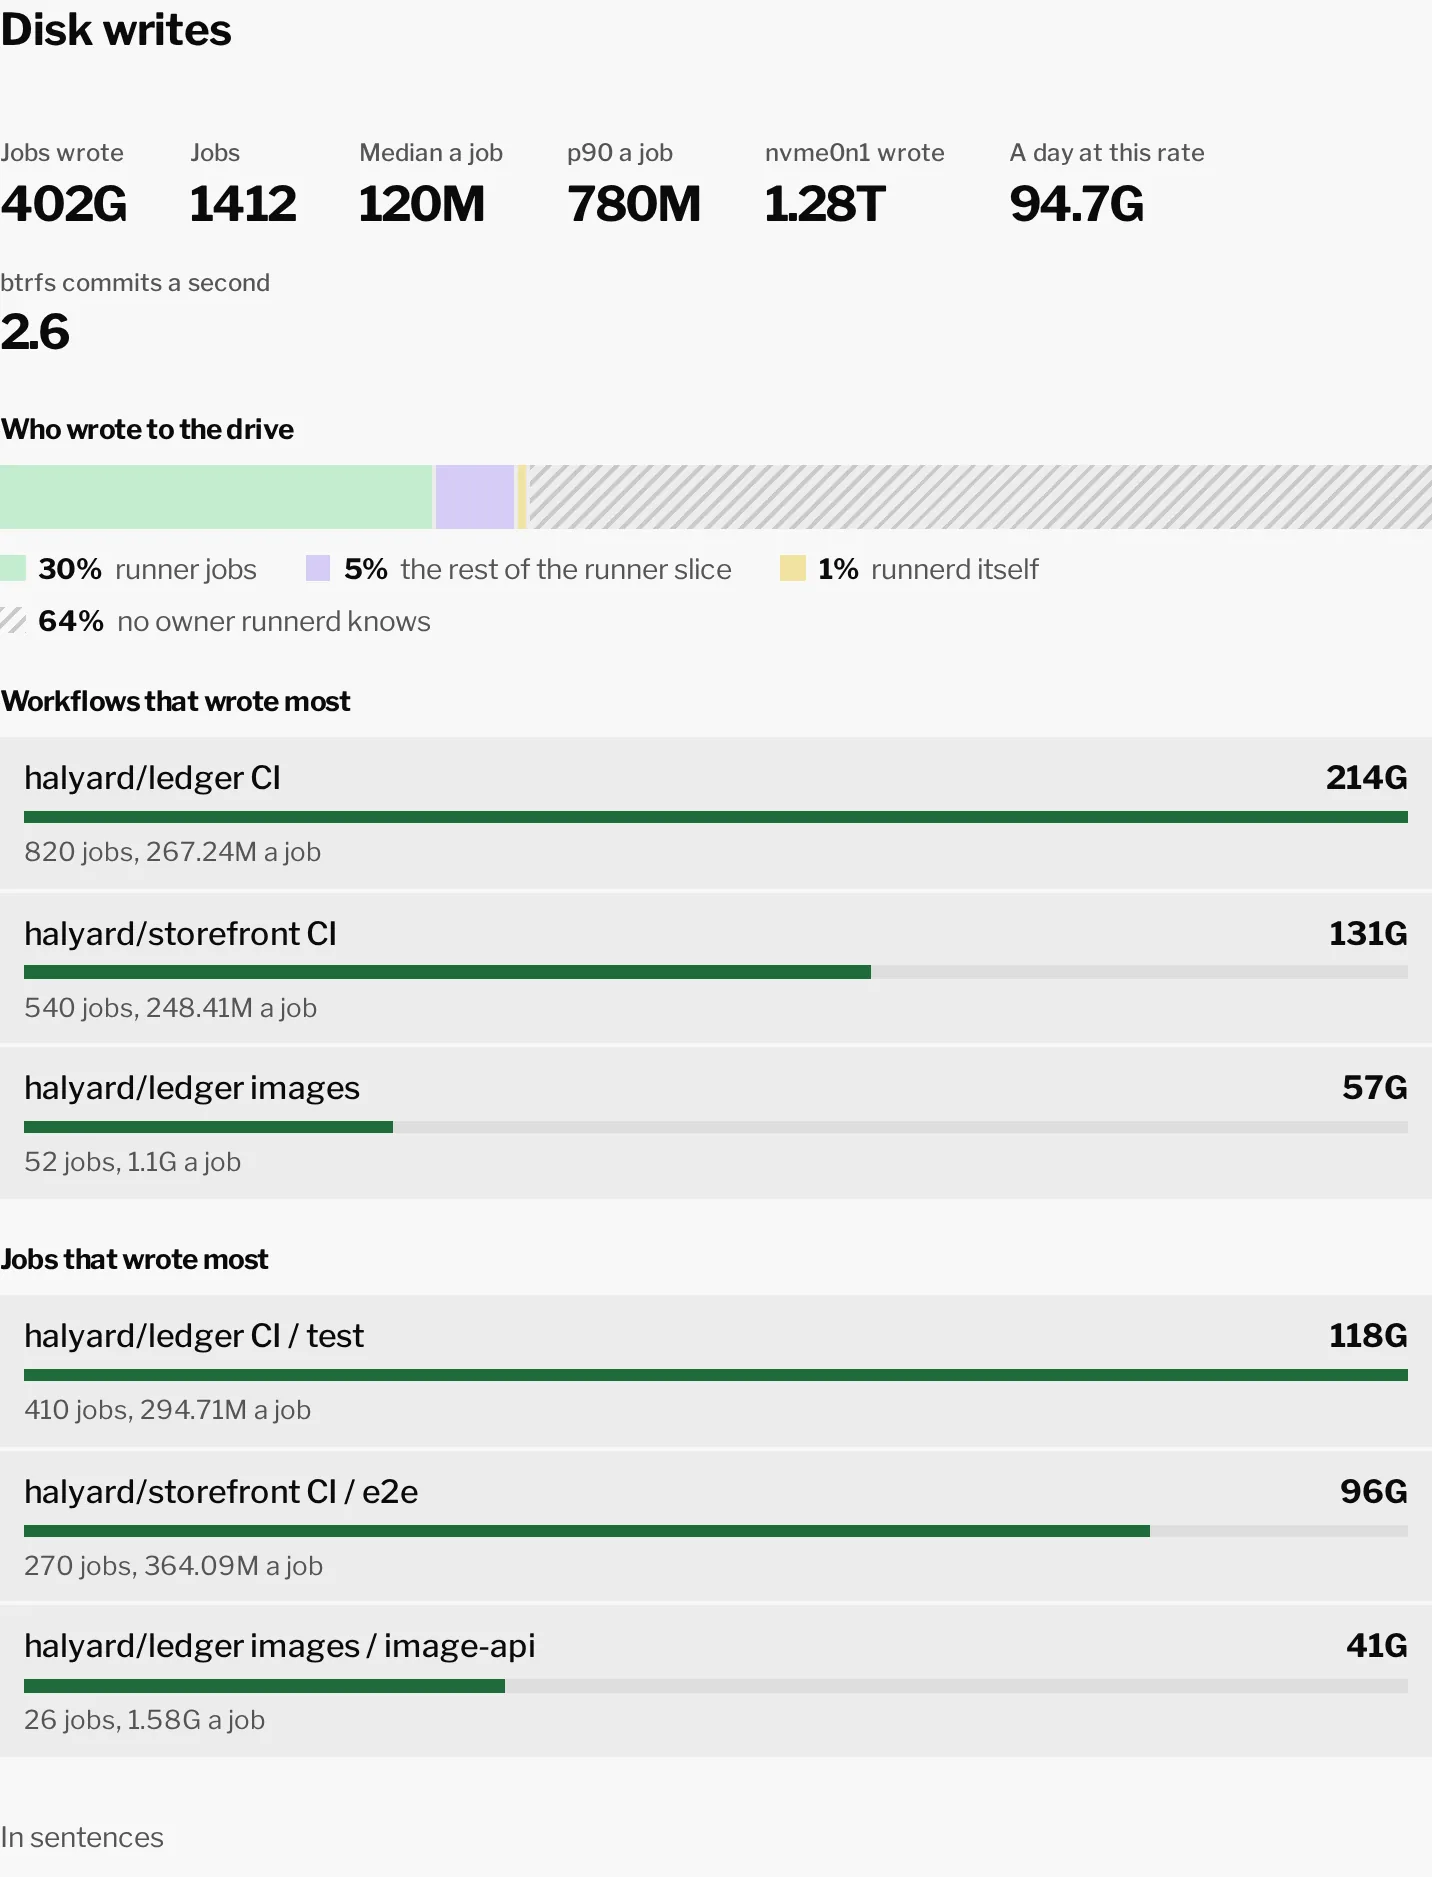 Disk writes
Jobs wrote Jobs Median a job p90 a job nvme0n1 wrote A day at this rate
402G 1412 120M 780M 1.28T 94.7G
btrfs commits a second
2.6
Who wrote to the drive
30% runner jobs 5% the rest of the runner slice 1% runnerd itself
64% no owner runnerd knows
Workflows that wrote most
halyard/ledger CI 214G
820 jobs, 267.24M a job
halyard/storefront CI 131G
540 jobs, 248.41M a job
halyard/ledger images 57G
52 jobs, 1.1G a job
Jobs that wrote most
halyard/ledger CI / test 118G
410 jobs, 294.71M a job
halyard/storefront CI / e2e 96G
270 jobs, 364.09M a job
halyard/ledger images / image-api 41G
26 jobs, 1.58G a job
In sentences